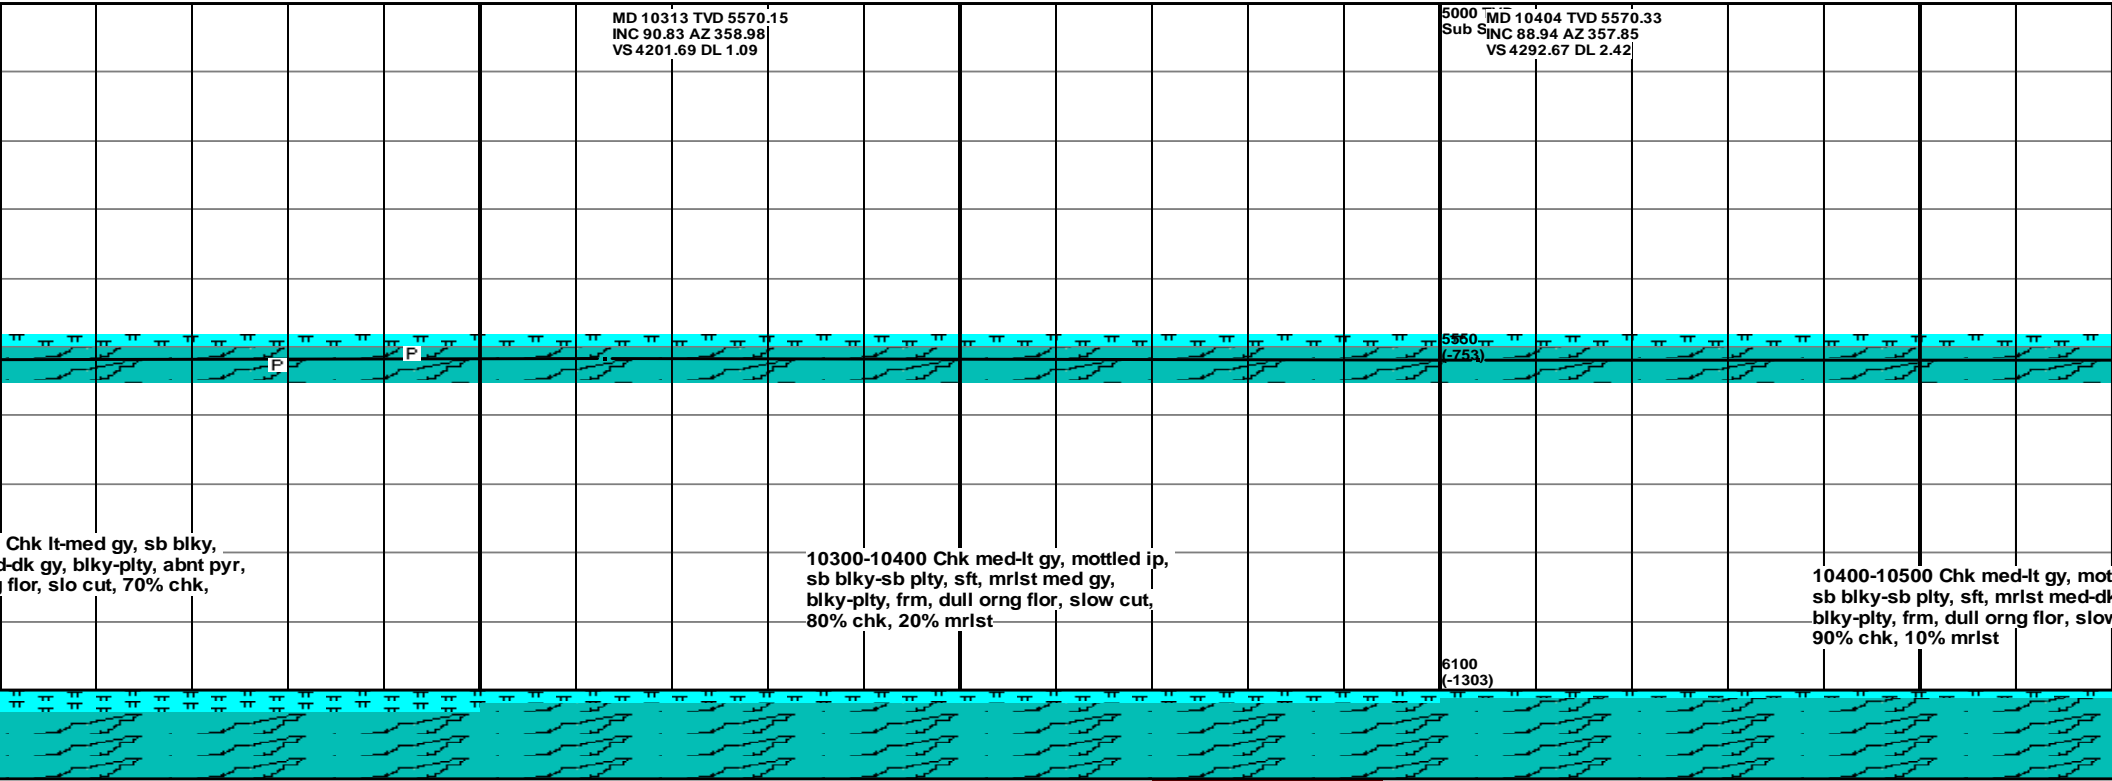 MD 10313 TVD 5570.15
INC 90.83 AZ 358.98
VS 4201.69 DL 1.09
5000
Sub S
MD 10404 TVD 5570.33
INC 88.94 AZ 357.85
VS 4292.67 DL 2.42
P
P
5550
(-753)
Chk lt-med gy, sb blky,
d-dk gy, blky-plty, abnt pyr,
flor, slo cut, 70% chk,
10300-10400 Chk med-lt gy, mottled ip,
sb blky-sb plty, sft, mrlst med gy,
blky-plty, frm, dull orng flor, slow cut,
80% chk, 20% mrlst
10400-10500 Chk med-lt gy, mot
sb blky-sb plty, sft, mrlst med-dk
blky-plty, frm, dull orng flor, slow
90% chk, 10% mrlst
6100
(-1303)